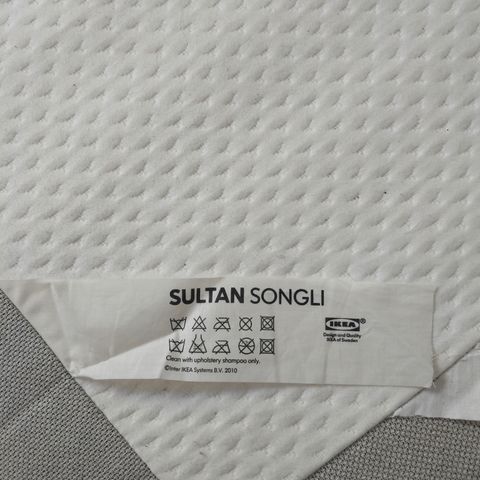 SULTAN SONGLI
IKEA®
Design and Quality
IKEA of Sweden
Clean with upholstery shampoo only.
©Inter IKEA Systems B.V. 2010